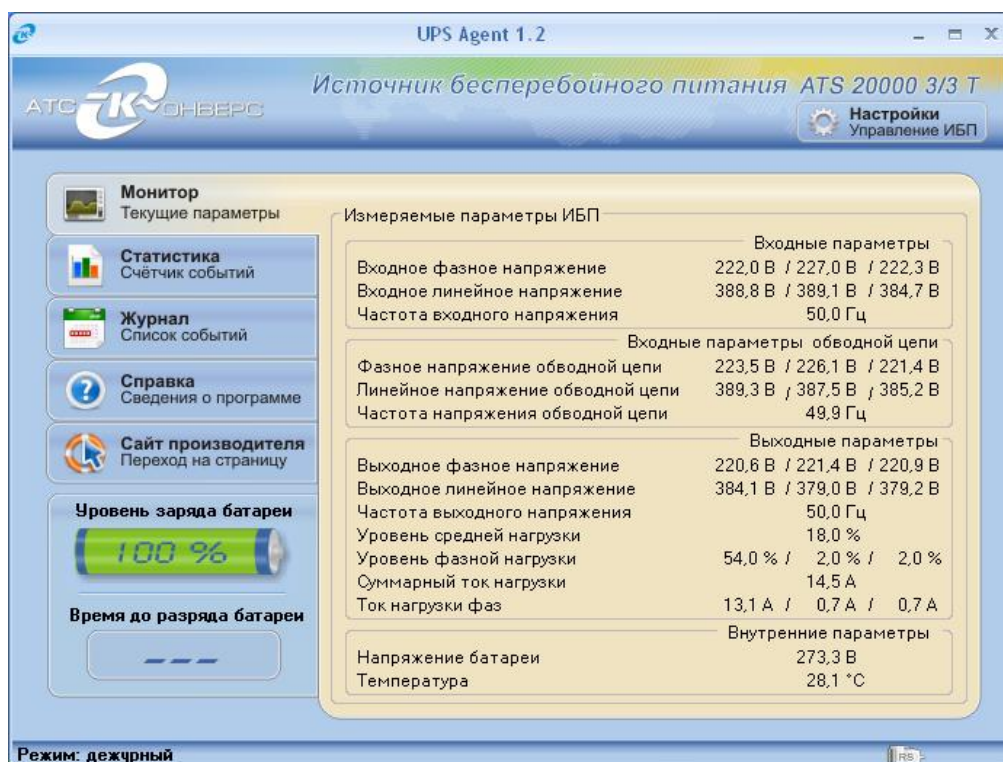 UPS Agent 1.2
АТС КОНВЕРС
Источник бесперебойного питания ATS 20000 3/3 T
Настройки
Управление ИБП
Монитор
Текущие параметры
Статистика
Счётчик событий
Журнал
Список событий
Справка
Сведения о программе
Сайт производителя
Переход на страницу
Уровень заряда батареи
100 %
Время до разряда батареи
---
Измеряемые параметры ИБП
Входные параметры
Входное фазное напряжение 222,0 В / 227,0 В / 222,3 В
Входное линейное напряжение 388,8 В / 389,1 В / 384,7 В
Частота входного напряжения 50,0 Гц
Входные параметры обводной цепи
Фазное напряжение обводной цепи 223,5 В / 226,1 В / 221,4 В
Линейное напряжение обводной цепи 389,3 В / 387,5 В / 385,2 В
Частота напряжения обводной цепи 49,9 Гц
Выходные параметры
Выходное фазное напряжение 220,6 В / 221,4 В / 220,9 В
Выходное линейное напряжение 384,1 В / 379,0 В / 379,2 В
Частота выходного напряжения 50,0 Гц
Уровень средней нагрузки 18,0 %
Уровень фазной нагрузки 54,0 % / 2,0 % / 2,0 %
Суммарный ток нагрузки 14,5 А
Ток нагрузки фаз 13,1 А / 0,7 А / 0,7 А
Внутренние параметры
Напряжение батареи 273,3 В
Температура 28,1 °C
Режим: дежурный
RS